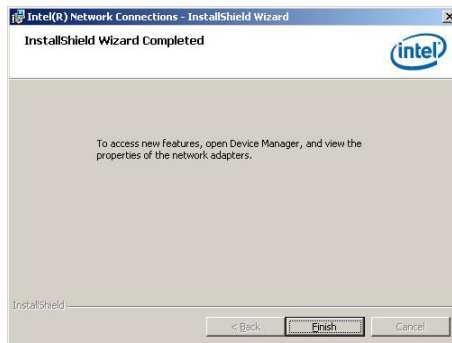 Intel(R) Network Connections - InstallShield Wizard
InstallShield Wizard Completed
intel
To access new features, open Device Manager, and view the
properties of the network adapters.
InstallShield
< Back
Finish
Cancel